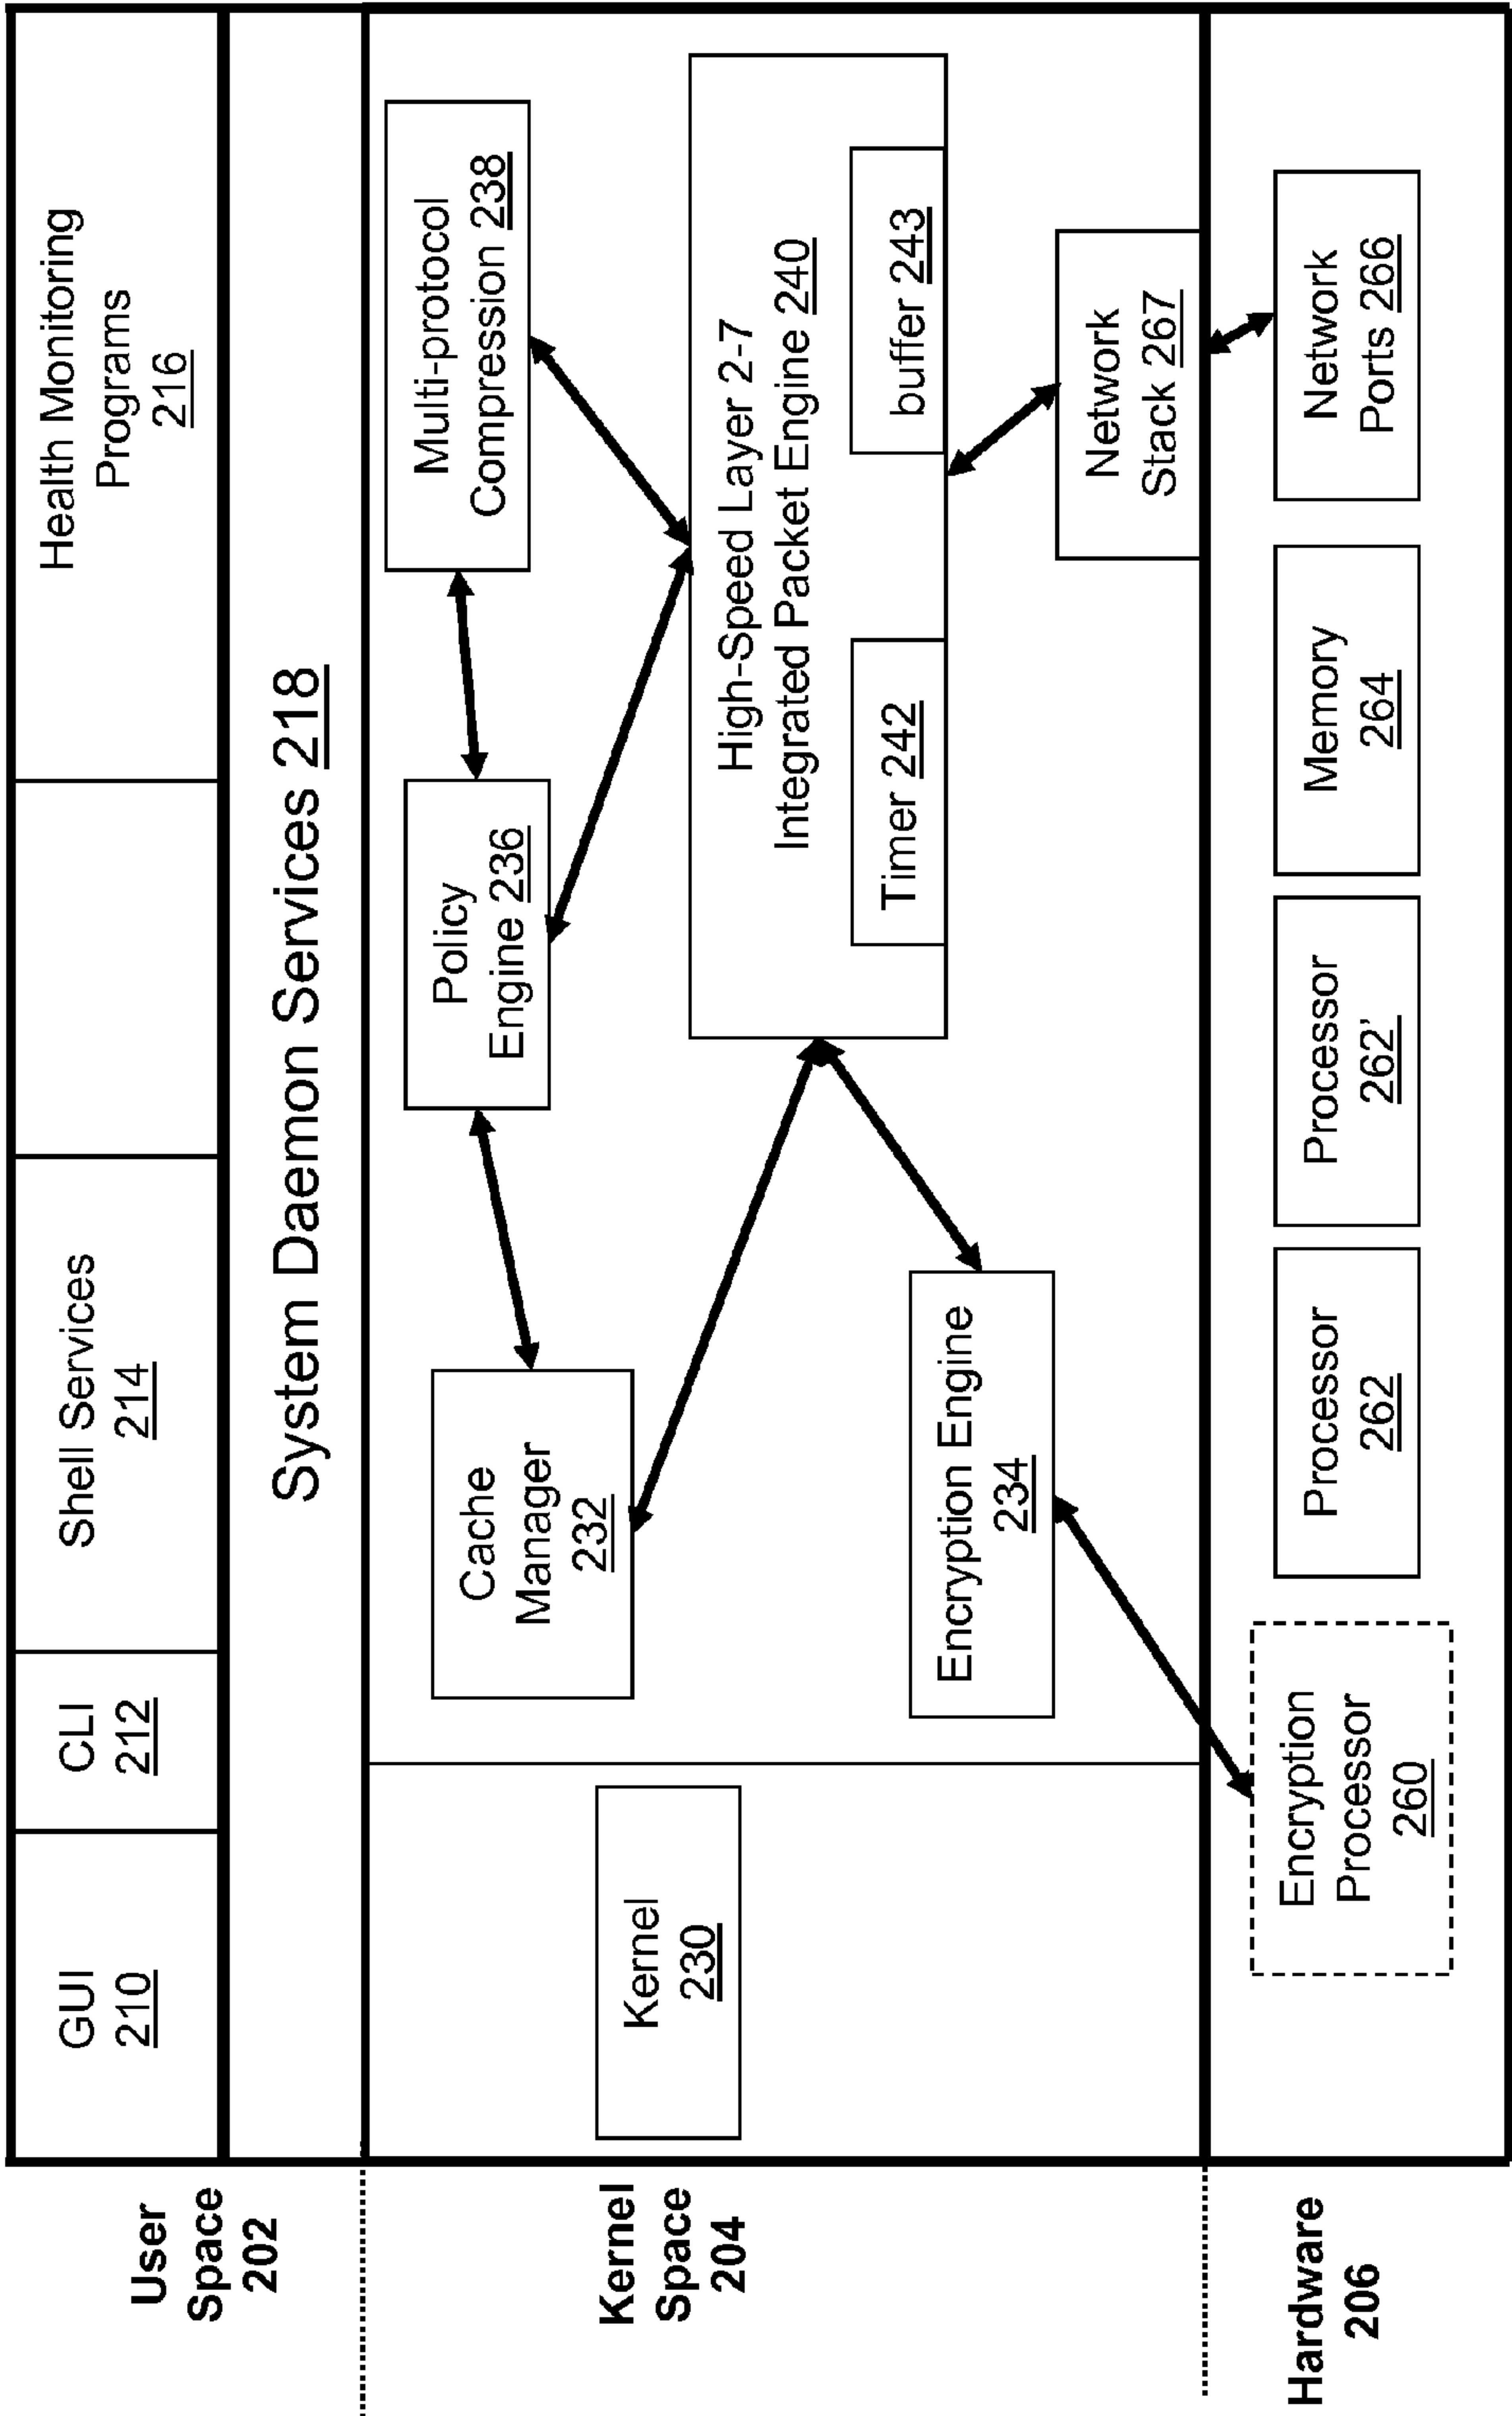 User
Space
202
GUI
210
CLI
212
Shell Services
214
Health Monitoring
Programs
216
System Daemon Services 218
Kernel
Space
204
Kernel
230
Cache
Manager
232
Policy
Engine 236
Multi-protocol
Compression 238
High-Speed Layer 2-7
Integrated Packet Engine 240
Timer 242
buffer 243
Encryption Engine
234
Network
Stack 267
Hardware
206
Encryption
Processor
260
Processor
262
Processor
262'
Memory
264
Network
Ports 266